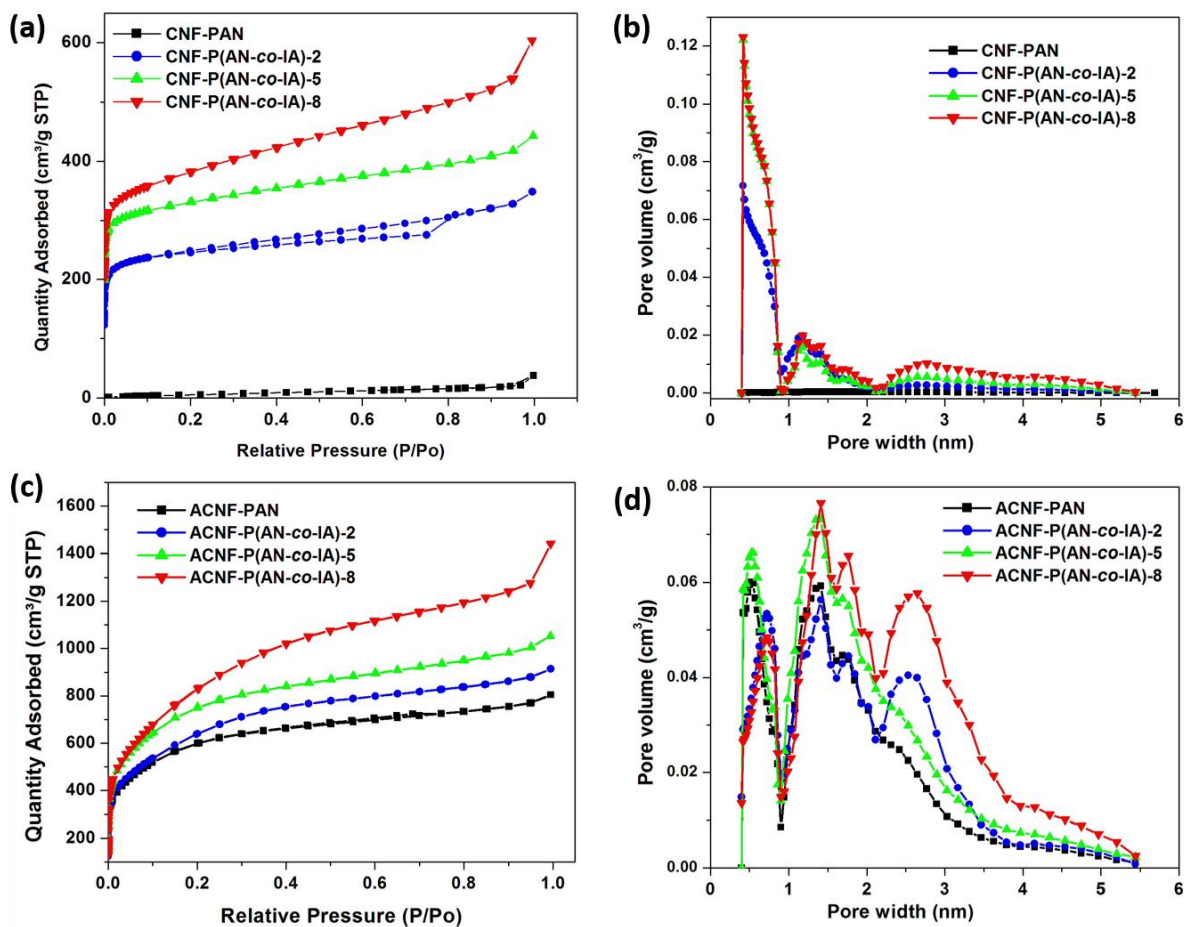 (a)
CNF-PAN
CNF-P(AN-co-IA)-2
CNF-P(AN-co-IA)-5
CNF-P(AN-co-IA)-8
600
400
200
0
Quantity Adsorbed (cm³/g STP)
0.0 0.2 0.4 0.6 0.8 1.0
Relative Pressure (P/Po)
(b)
CNF-PAN
CNF-P(AN-co-IA)-2
CNF-P(AN-co-IA)-5
CNF-P(AN-co-IA)-8
0.12
0.10
0.08
0.06
0.04
0.02
0.00
Pore volume (cm³/g)
0 1 2 3 4 5 6
Pore width (nm)
(c)
ACNF-PAN
ACNF-P(AN-co-IA)-2
ACNF-P(AN-co-IA)-5
ACNF-P(AN-co-IA)-8
1600
1400
1200
1000
800
600
400
200
Quantity Adsorbed (cm³/g STP)
0.0 0.2 0.4 0.6 0.8 1.0
Relative Pressure (P/Po)
(d)
ACNF-PAN
ACNF-P(AN-co-IA)-2
ACNF-P(AN-co-IA)-5
ACNF-P(AN-co-IA)-8
0.08
0.06
0.04
0.02
0.00
Pore volume (cm³/g)
0 1 2 3 4 5 6
Pore width (nm)